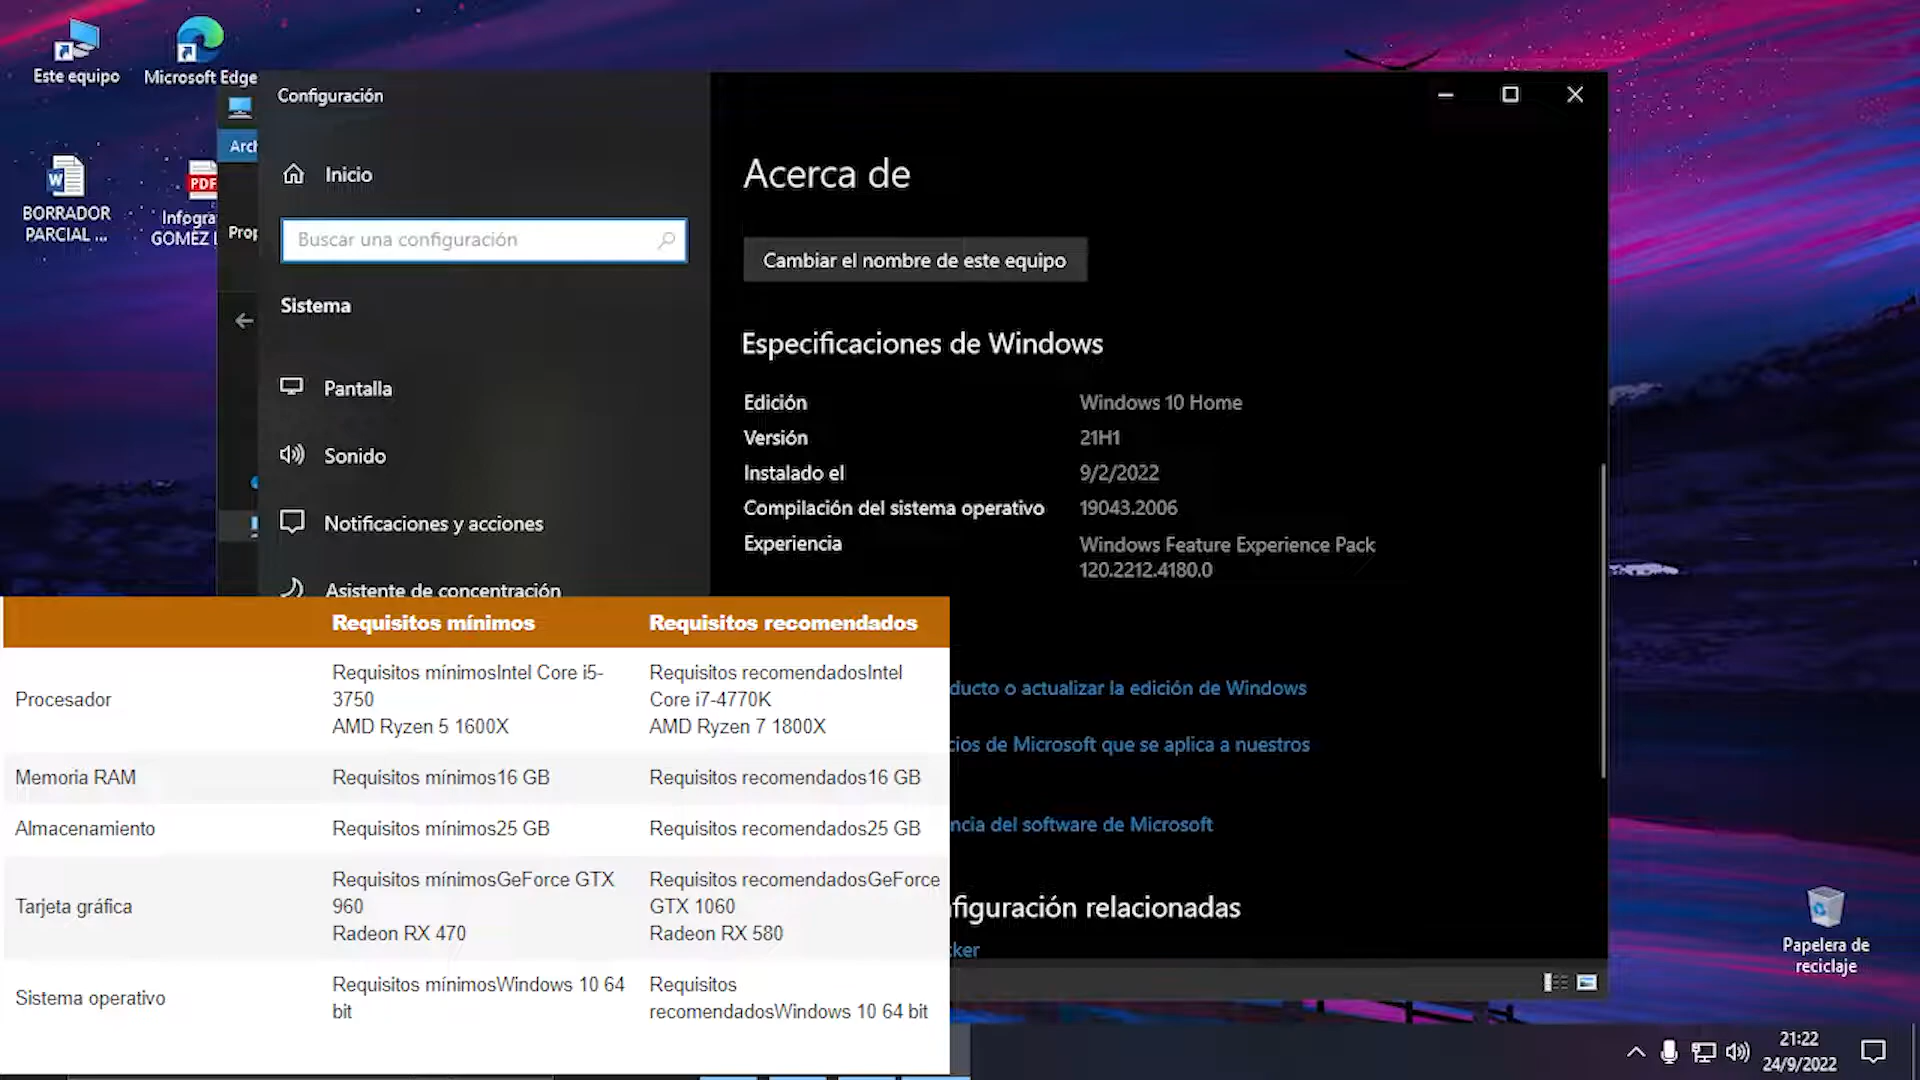 Este equipo
Microsoft Edge
BORRADOR
PARCIAL ...
PDF
Infogra
GOMEZ L
Arch
Prop
Configuración
Inicio
Buscar una configuración
Sistema
Pantalla
Sonido
Notificaciones y acciones
Asistente de concentración
Acerca de
Cambiar el nombre de este equipo
Especificaciones de Windows
Edición Windows 10 Home
Versión 21H1
Instalado el 9/2/2022
Compilación del sistema operativo 19043.2006
Experiencia Windows Feature Experience Pack
120.2212.4180.0
ducto o actualizar la edición de Windows
cios de Microsoft que se aplica a nuestros
ncia del software de Microsoft
figuración relacionadas
cker
Requisitos mínimos Requisitos recomendados
Procesador
Requisitos mínimosIntel Core i5-
3750
AMD Ryzen 5 1600X
Requisitos recomendadosIntel
Core i7-4770K
AMD Ryzen 7 1800X
Memoria RAM Requisitos mínimos16 GB Requisitos recomendados16 GB
Almacenamiento Requisitos mínimos25 GB Requisitos recomendados25 GB
Tarjeta gráfica
Requisitos mínimosGeForce GTX
960
Radeon RX 470
Requisitos recomendadosGeForce
GTX 1060
Radeon RX 580
Sistema operativo
Requisitos mínimosWindows 10 64
bit
Requisitos
recomendadosWindows 10 64 bit
Papelera de
reciclaje
21:22
24/9/2022